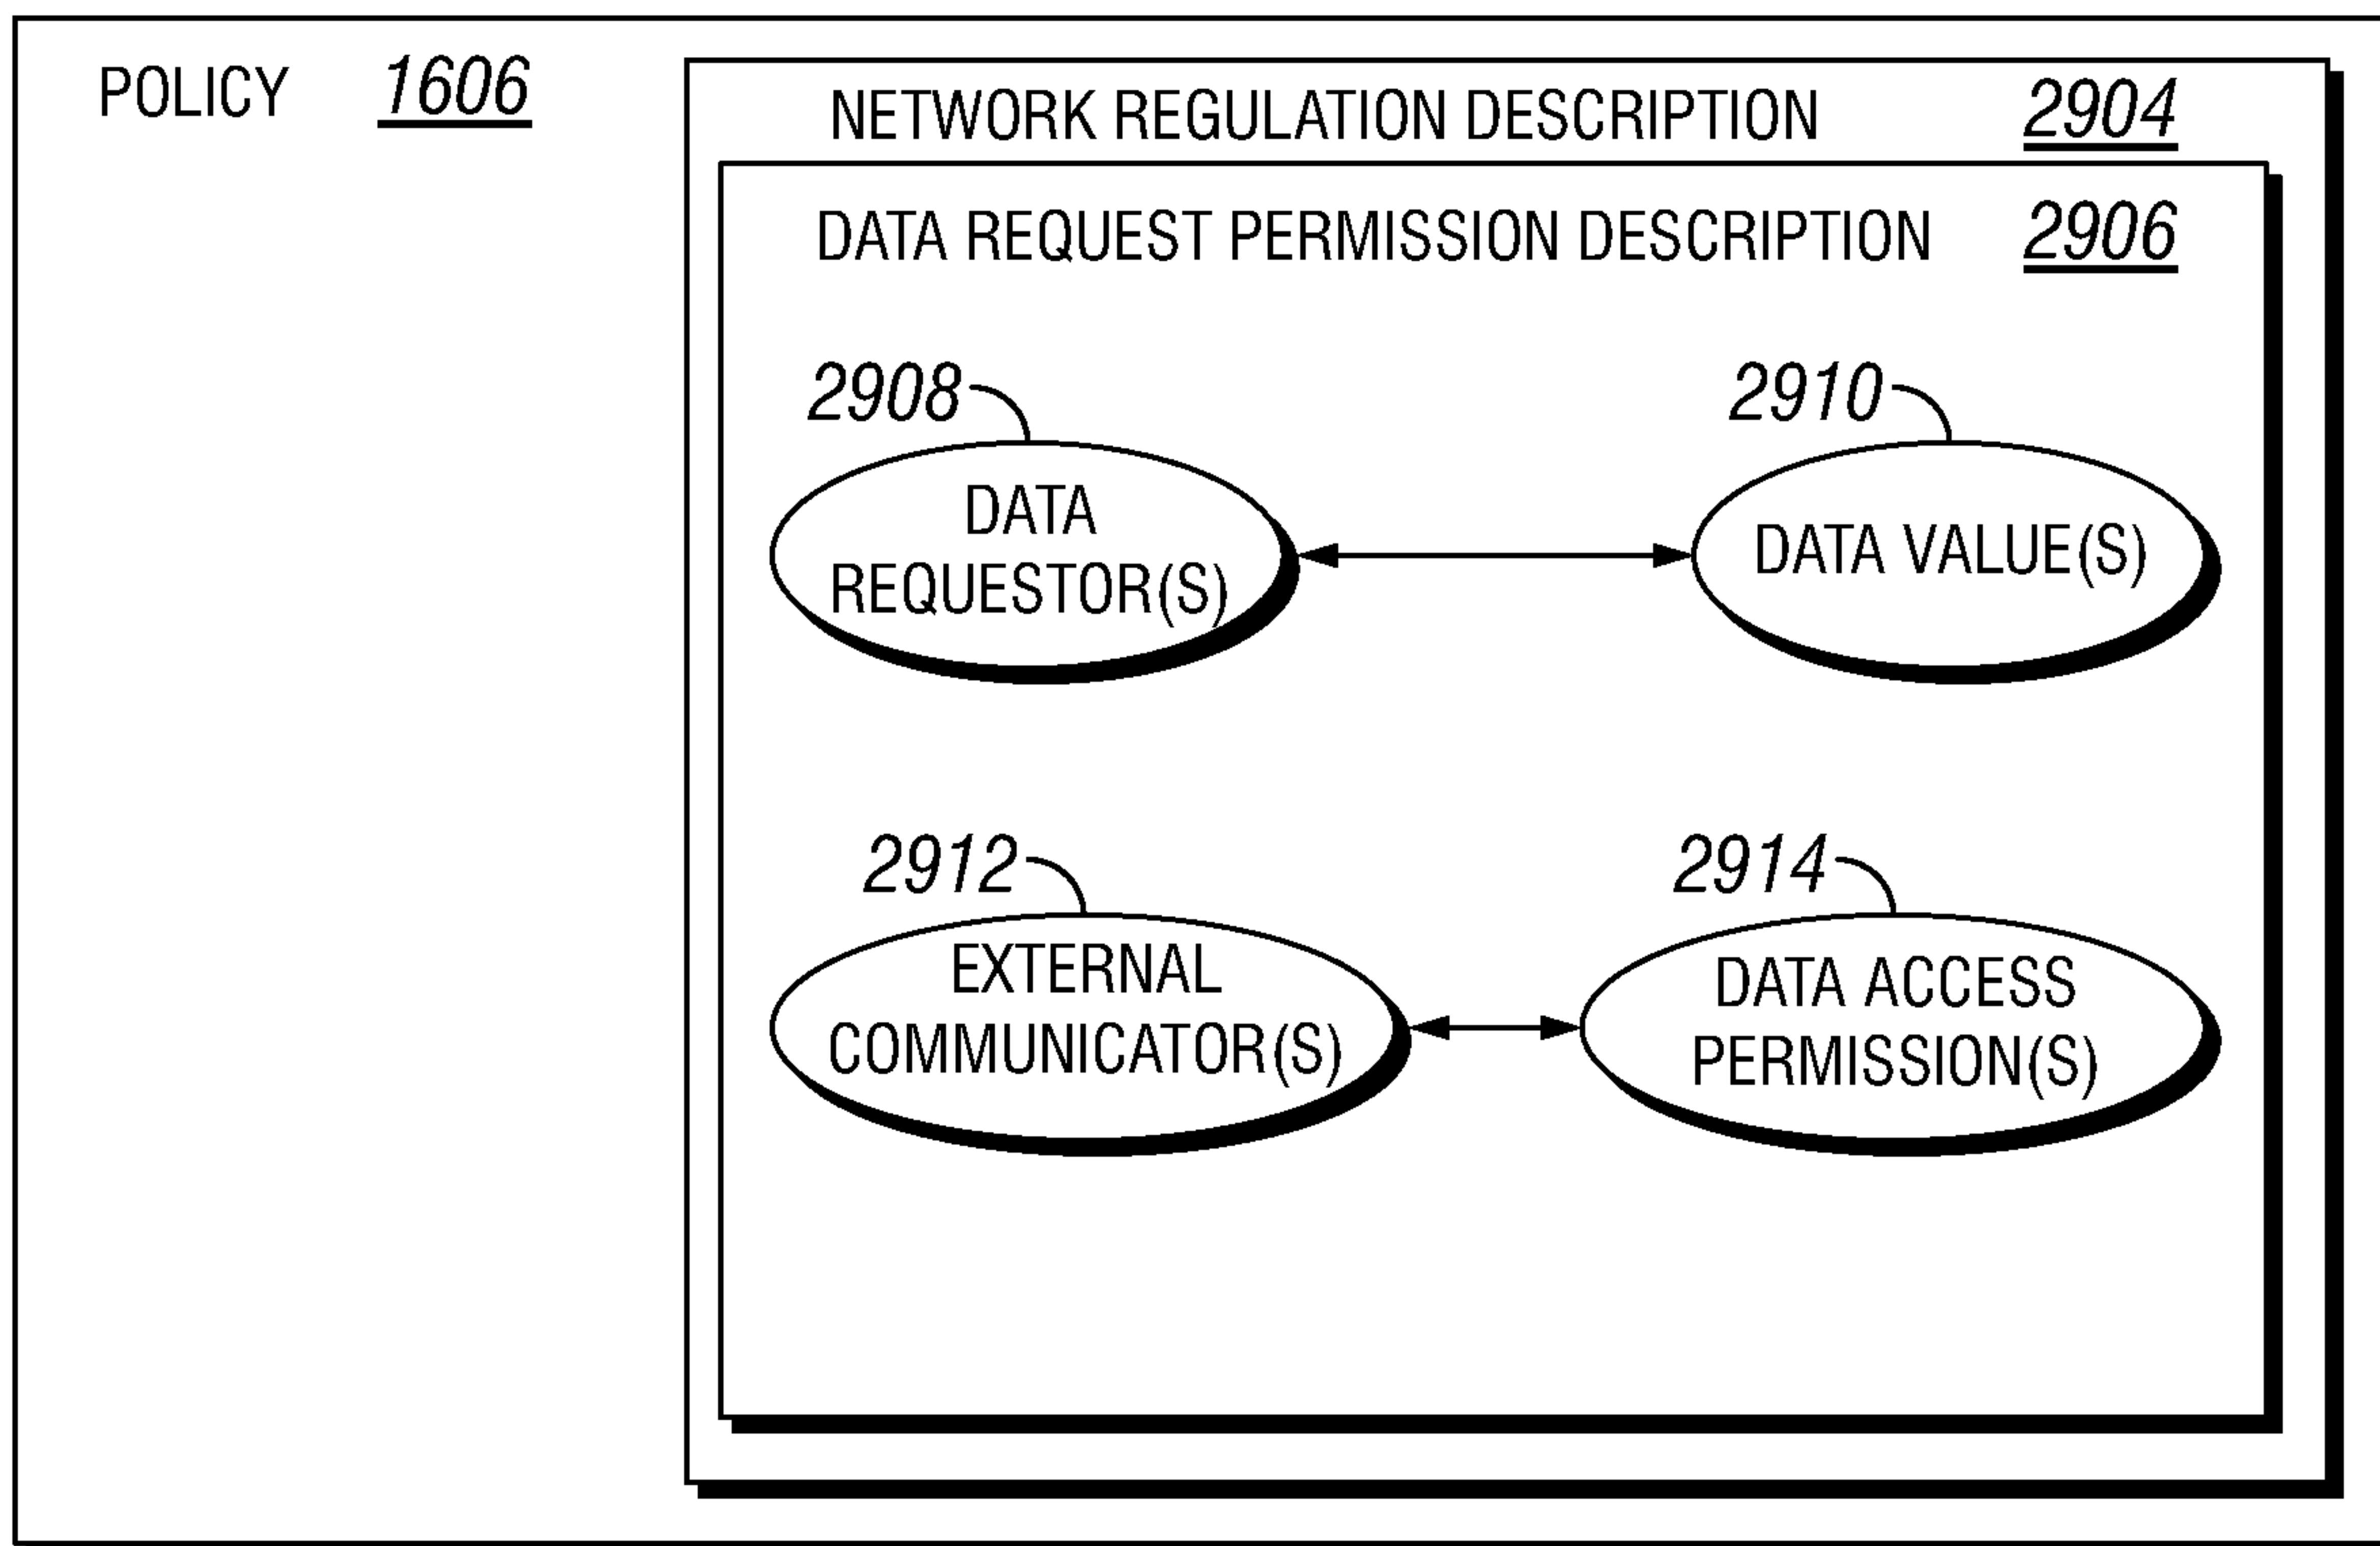 POLICY 1606
NETWORK REGULATION DESCRIPTION 2904
DATA REQUEST PERMISSION DESCRIPTION 2906
2908
DATA
REQUESTOR(S)
2910
DATA VALUE(S)
2912
EXTERNAL
COMMUNICATOR(S)
2914
DATA ACCESS
PERMISSION(S)